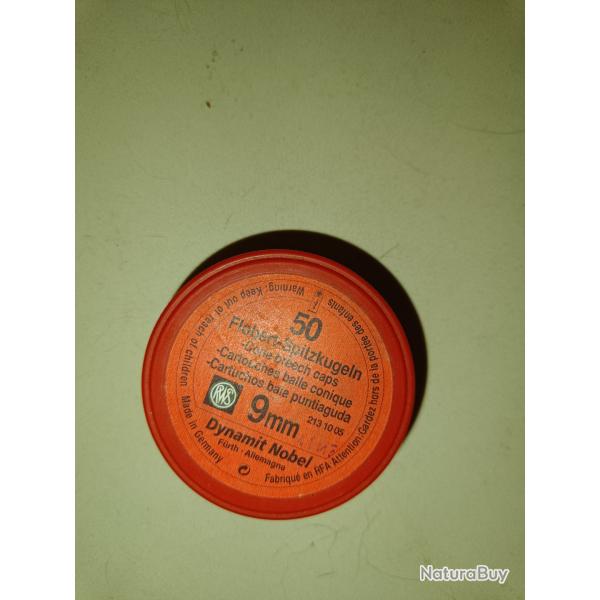 50
Flobert-Spitzkugeln
-Cone breech caps
-Cartouches balle conique
-Cartuchos bale puntiaguda
RWS
9mm
213 10 05
Dynamit Nobel
Fürth · Allemagne
Made in Germany
Warning: Keep out of reach of children
Fabriqué en RFA Attention-Gardez hors de la portée des enfants
NaturaBuy